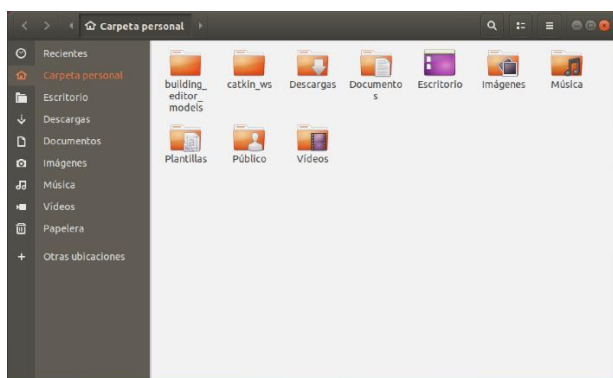 Carpeta personal
Recientes
Carpeta personal
Escritorio
Descargas
Documentos
Imágenes
Música
Vídeos
Papelera
Otras ubicaciones
building_
editor_
models
catkin_ws
Descargas
Documento
s
Escritorio
Imágenes
Música
Plantillas
Público
Vídeos